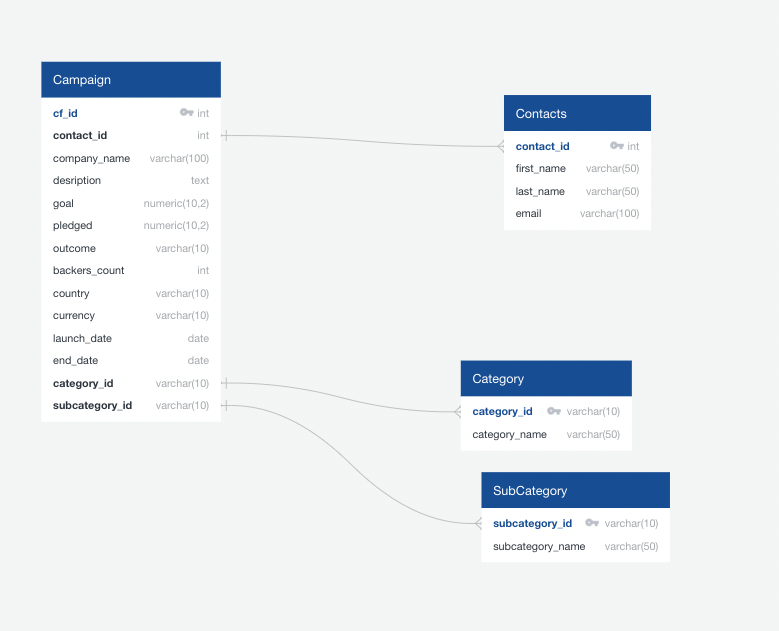 Campaign
cf_id int
contact_id int
company_name varchar(100)
desription text
goal numeric(10,2)
pledged numeric(10,2)
outcome varchar(10)
backers_count int
country varchar(10)
currency varchar(10)
launch_date date
end_date date
category_id varchar(10)
subcategory_id varchar(10)
Contacts
contact_id int
first_name varchar(50)
last_name varchar(50)
email varchar(100)
Category
category_id varchar(10)
category_name varchar(50)
SubCategory
subcategory_id varchar(10)
subcategory_name varchar(50)